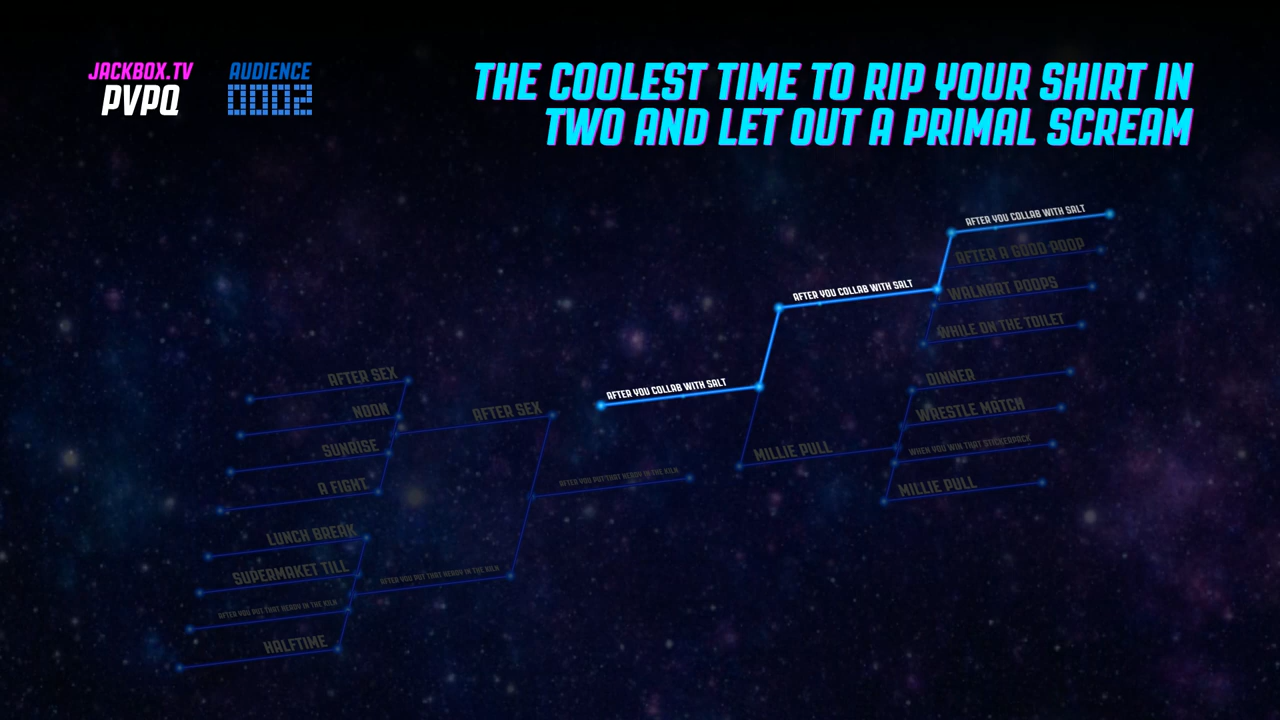 JACKBOX.TV
PVPQ
AUDIENCE
0002
THE COOLEST TIME TO RIP YOUR SHIRT IN
TWO AND LET OUT A PRIMAL SCREAM
AFTER SEX
NOON
SUNRISE
A FIGHT
LUNCH BREAK
SUPERMAKET TILL
AFTER YOU PUT THAT READY IN THE KILN
HALFTIME
AFTER SEX
AFTER YOU PUT THAT READY IN THE KILN
AFTER YOU PUT THAT READY IN THE KILN
AFTER YOU COLLAB WITH SALT
AFTER YOU COLLAB WITH SALT
MILLIE PULL
AFTER YOU COLLAB WITH SALT
AFTER A GOOD POOP
WALNART POOPS
WHILE ON THE TOILET
DINNER
WRESTLE MATCH
WHEN YOU WIN THAT STICKERPACK
MILLIE PULL